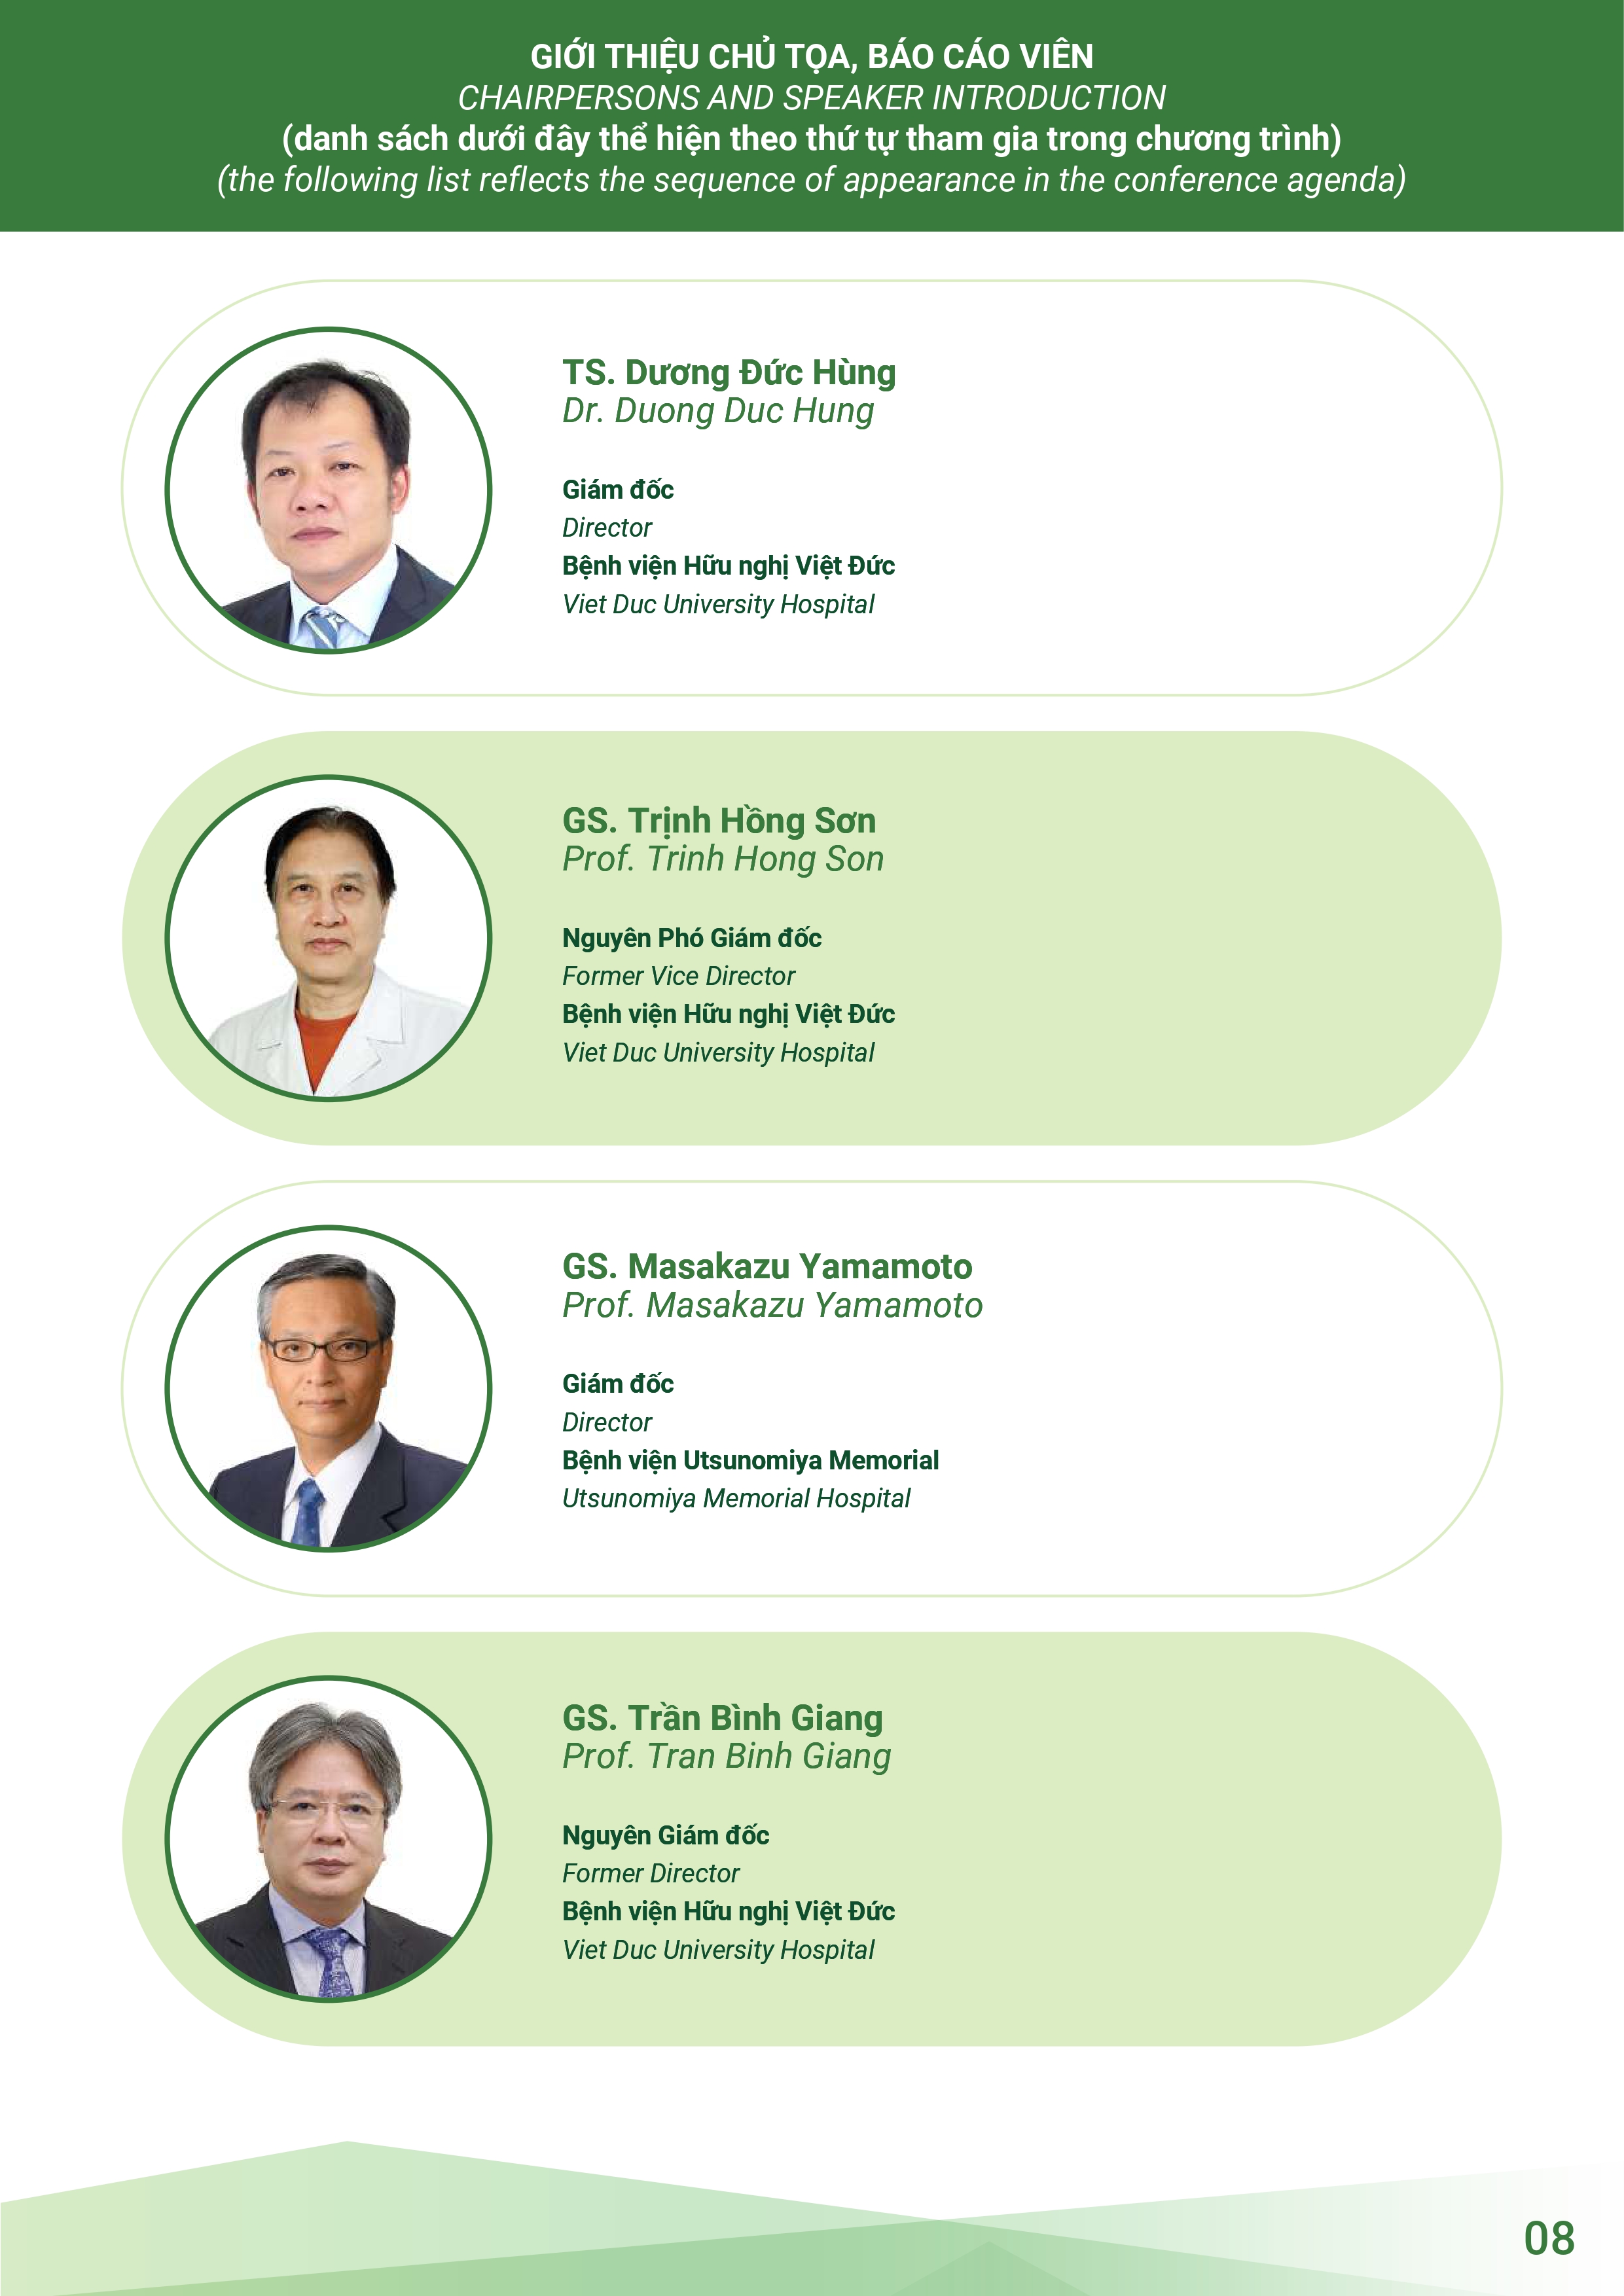 GIỚI THIỆU CHỦ TỌA, BÁO CÁO VIÊN
CHAIRPERSONS AND SPEAKER INTRODUCTION
(danh sách dưới đây thể hiện theo thứ tự tham gia trong chương trình)
(the following list reflects the sequence of appearance in the conference agenda)
TS. Dương Đức Hùng
Dr. Duong Duc Hung
Giám đốc
Director
Bệnh viện Hữu nghị Việt Đức
Viet Duc University Hospital
GS. Trịnh Hồng Sơn
Prof. Trinh Hong Son
Nguyên Phó Giám đốc
Former Vice Director
Bệnh viện Hữu nghị Việt Đức
Viet Duc University Hospital
GS. Masakazu Yamamoto
Prof. Masakazu Yamamoto
Giám đốc
Director
Bệnh viện Utsunomiya Memorial
Utsunomiya Memorial Hospital
GS. Trần Bình Giang
Prof. Tran Binh Giang
Nguyên Giám đốc
Former Director
Bệnh viện Hữu nghị Việt Đức
Viet Duc University Hospital
08